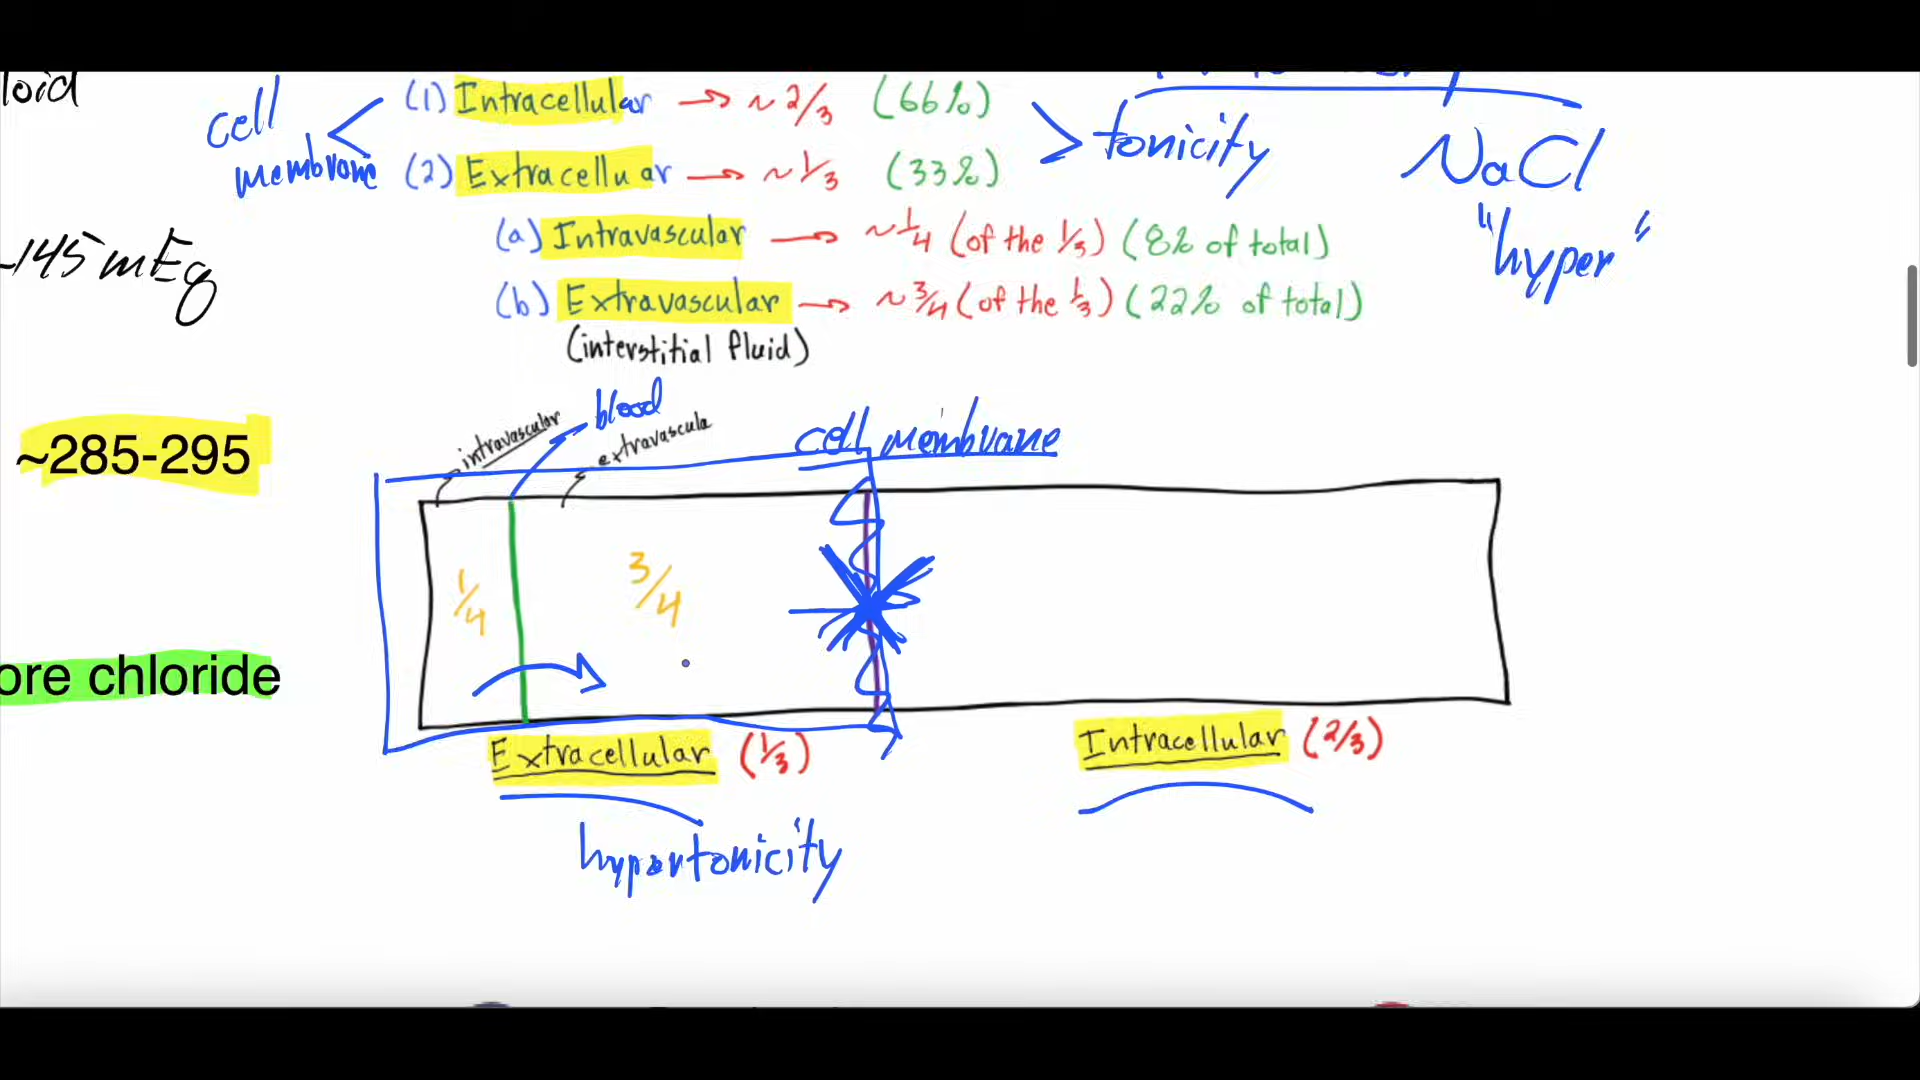 loid
cell
membrane
(1) Intracellular → ~2/3 (66%)
(2) Extracellular → ~1/3 (33%)
> tonicity
NaCl
"hyper"
(a) Intravascular → ~1/4 (of the 1/3) (8% of total)
(b) Extravascular → ~3/4 (of the 1/3) (22% of total)
(interstitial fluid)
~145 mEq
~285-295
ore chloride
intravascular
blood
extravascula
cell membrane
1/4
3/4
Extracellular (1/3)
Intracellular (2/3)
hypertonicity